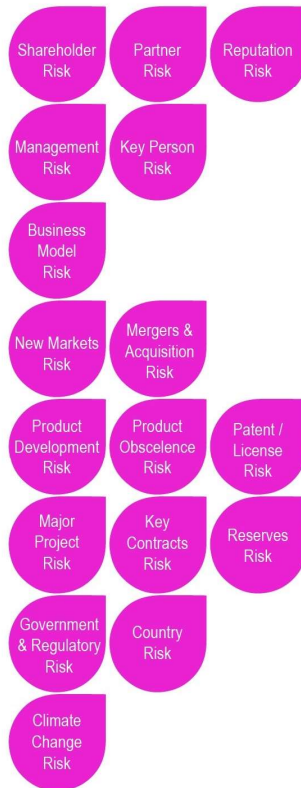 Shareholder
Risk
Partner
Risk
Reputation
Risk
Management
Risk
Key Person
Risk
Business
Model
Risk
New Markets
Risk
Mergers &
Acquisition
Risk
Product
Development
Risk
Product
Obscelence
Risk
Patent /
License
Risk
Major
Project
Risk
Key
Contracts
Risk
Reserves
Risk
Government
& Regulatory
Risk
Country
Risk
Climate
Change
Risk